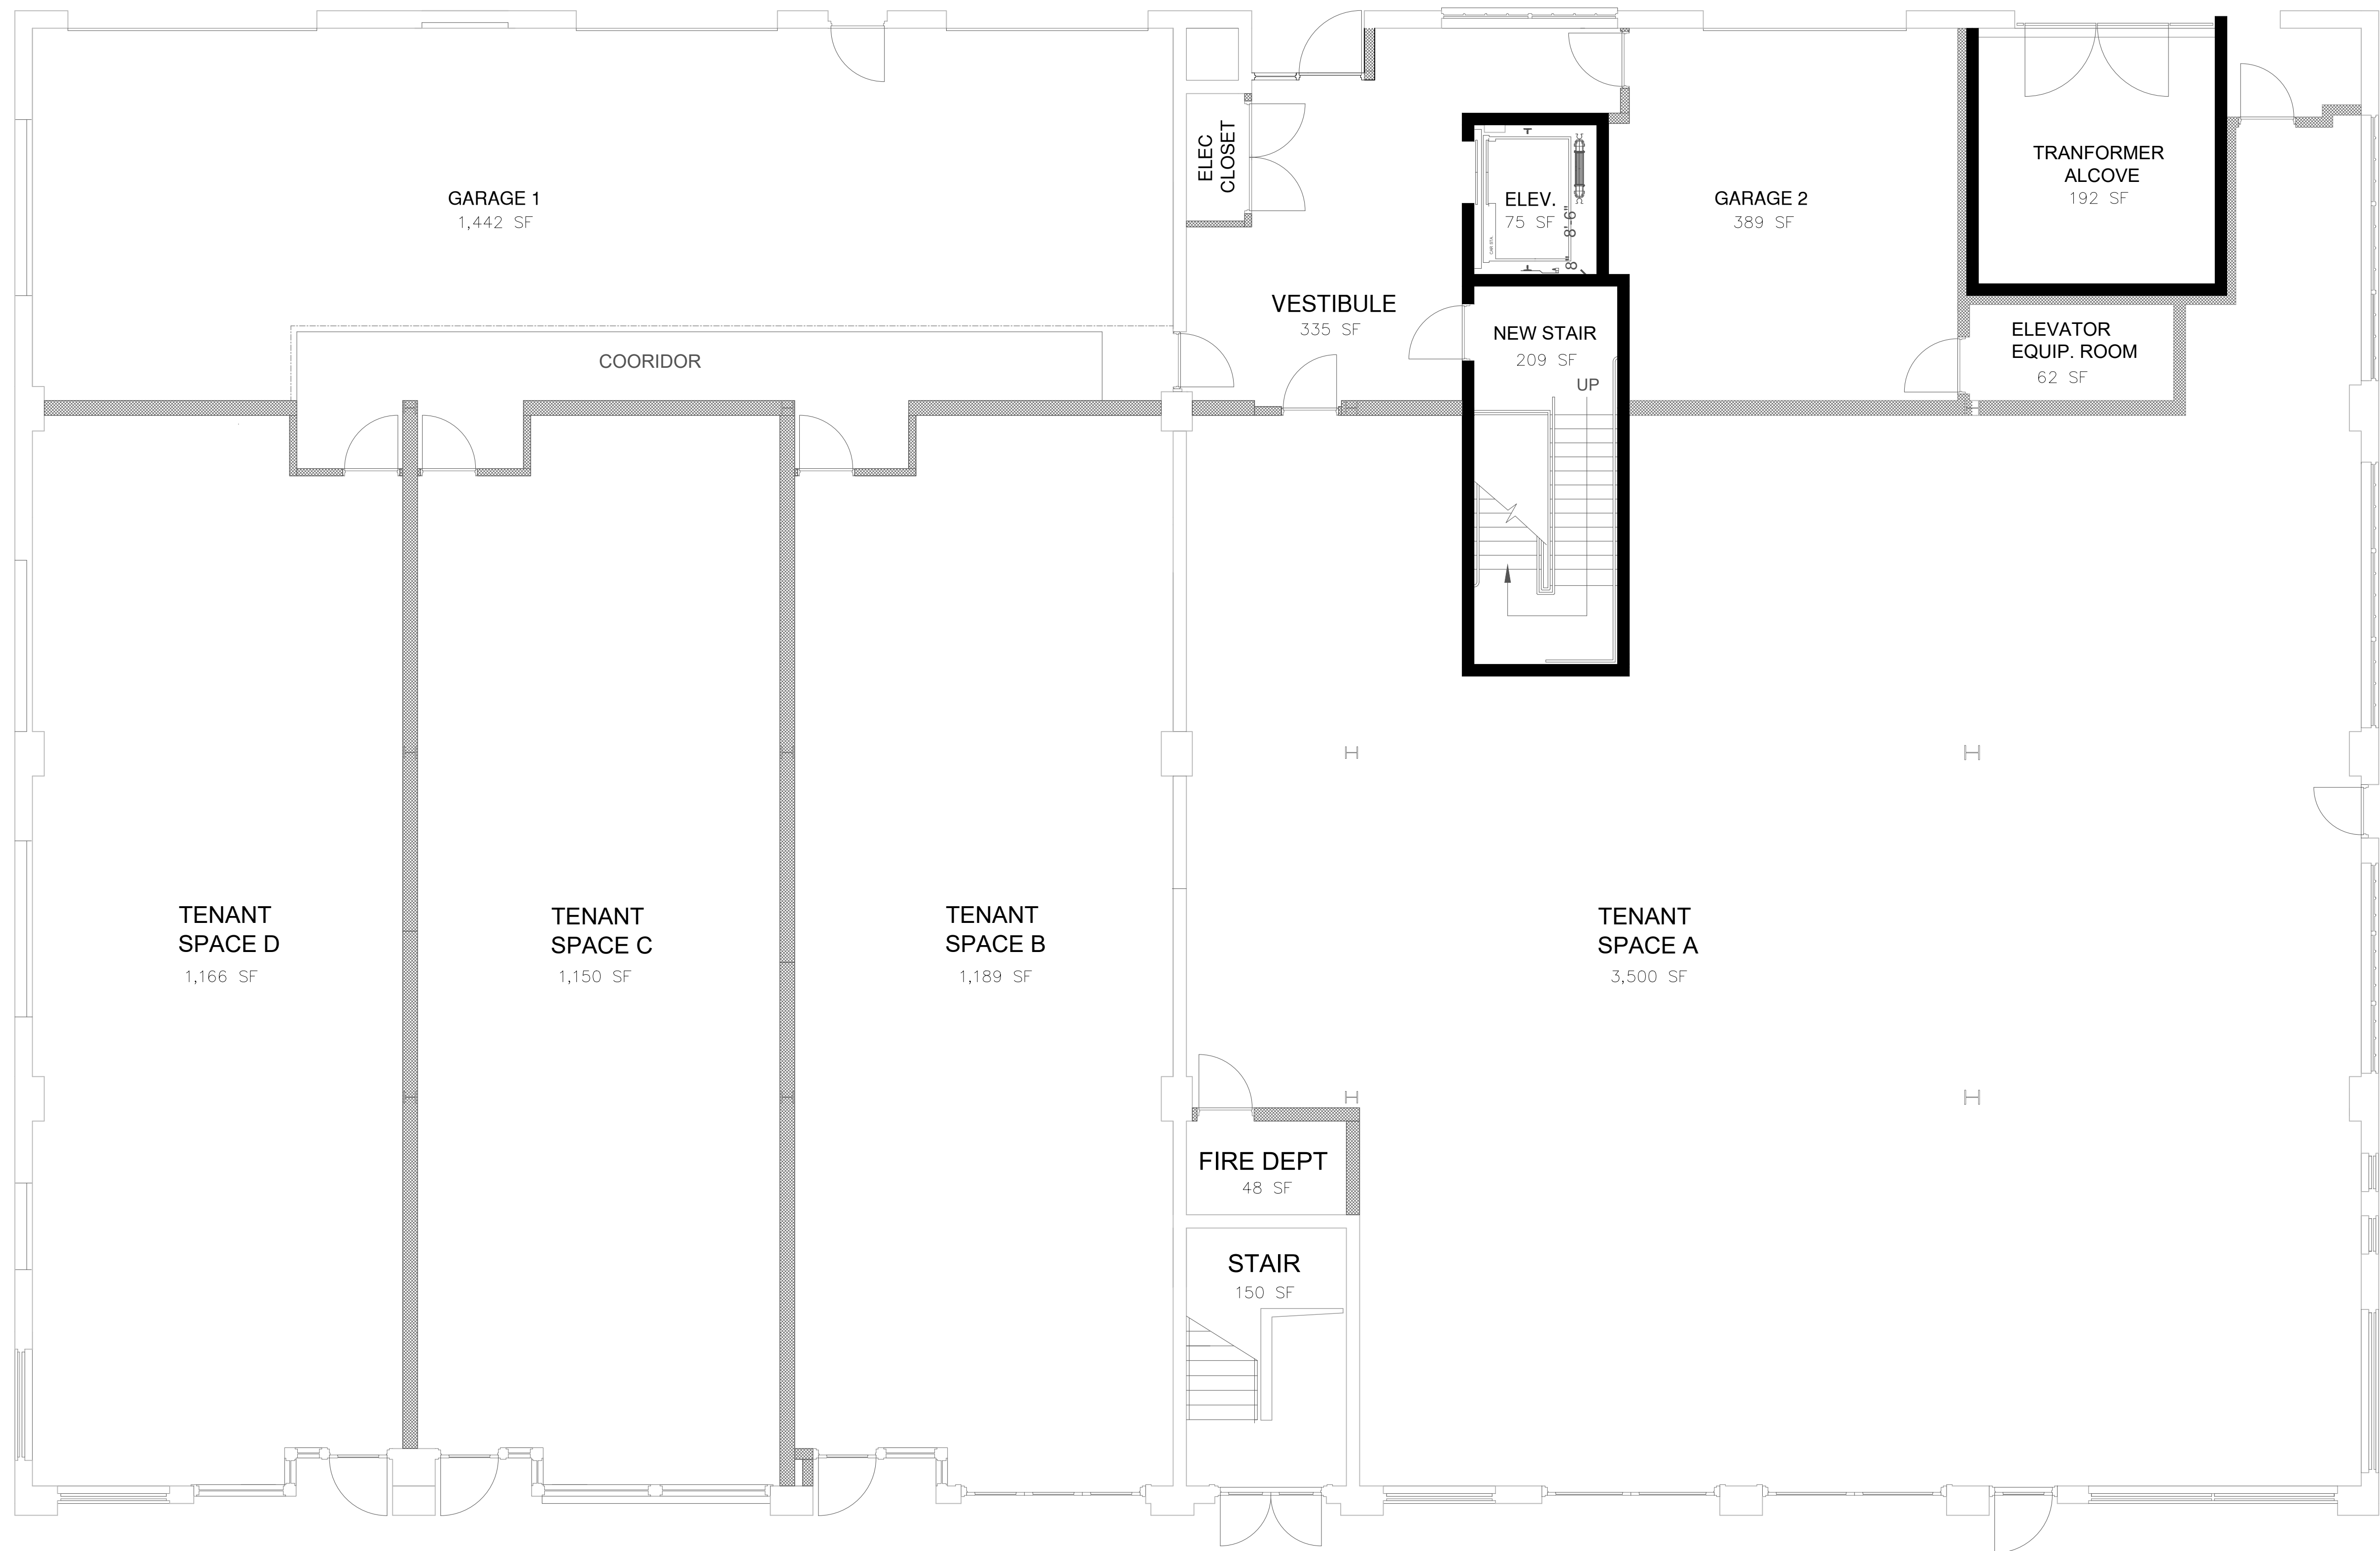 GARAGE 1
1,442 SF
COORIDOR
ELEC
CLOSET
VESTIBULE
335 SF
ELEV.
75 SF
8'-6"
8"
NEW STAIR
209 SF
UP
GARAGE 2
389 SF
TRANFORMER
ALCOVE
192 SF
ELEVATOR
EQUIP. ROOM
62 SF
TENANT
SPACE D
1,166 SF
TENANT
SPACE C
1,150 SF
TENANT
SPACE B
1,189 SF
TENANT
SPACE A
3,500 SF
FIRE DEPT
48 SF
STAIR
150 SF